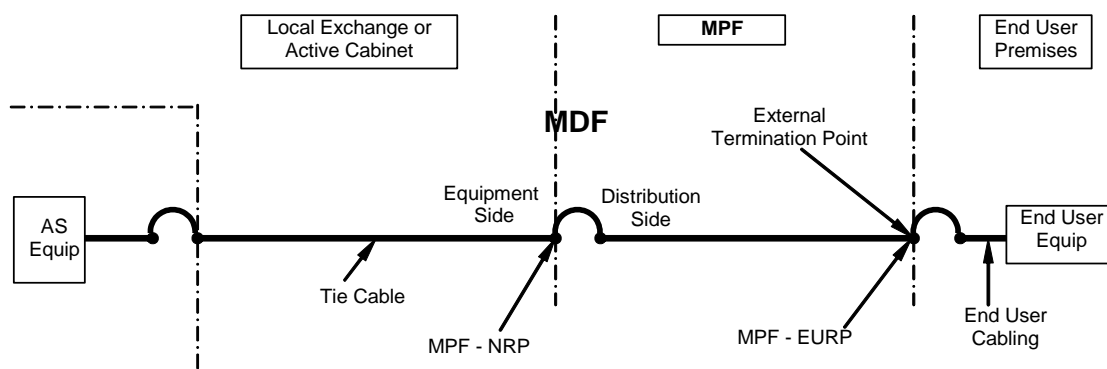 Local Exchange or
Active Cabinet
MPF
End User
Premises
MDF
External
Termination Point
Equipment
Side
Distribution
Side
AS
Equip
End User
Equip
Tie Cable
MPF - NRP
MPF - EURP
End User
Cabling